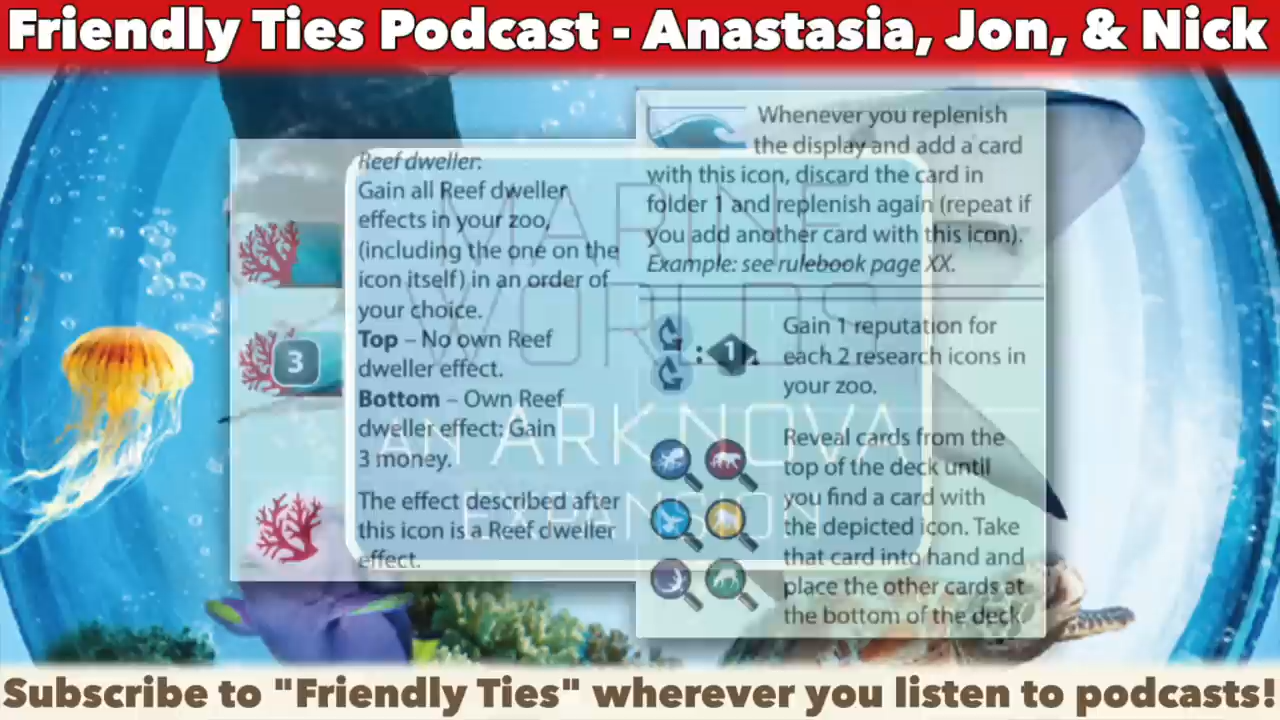 Friendly Ties Podcast - Anastasia, Jon, & Nick
Reef dweller:
Gain all Reef dweller
effects in your zoo,
(including the one on the
icon itself) in an order of
your choice.
Top – No own Reef
dweller effect.
Bottom – Own Reef
dweller effect: Gain
3 money.
The effect described after
this icon is a Reef dweller
effect.
3
Whenever you replenish
the display and add a card
with this icon, discard the card in
folder 1 and replenish again (repeat if
you add another card with this icon).
Example: see rulebook page XX.
: 1
Gain 1 reputation for
each 2 research icons in
your zoo.
Reveal cards from the
top of the deck until
you find a card with
the depicted icon. Take
that card into hand and
place the other cards at
the bottom of the deck.
MARINE
WORLDS
AN ARK NOVA
EXPANSION
Subscribe to "Friendly Ties" wherever you listen to podcasts!